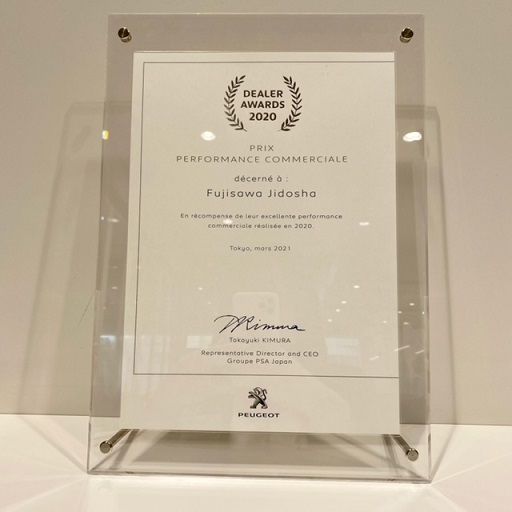 DEALER
AWARDS
2020
PRIX
PERFORMANCE COMMERCIALE
décerné à :
Fujisawa Jidosha
En récompense de leur excellente performance
commerciale réalisée en 2020.
Tokyo, mars 2021
Takayuki KIMURA
Representative Director and CEO
Groupe PSA Japan
PEUGEOT